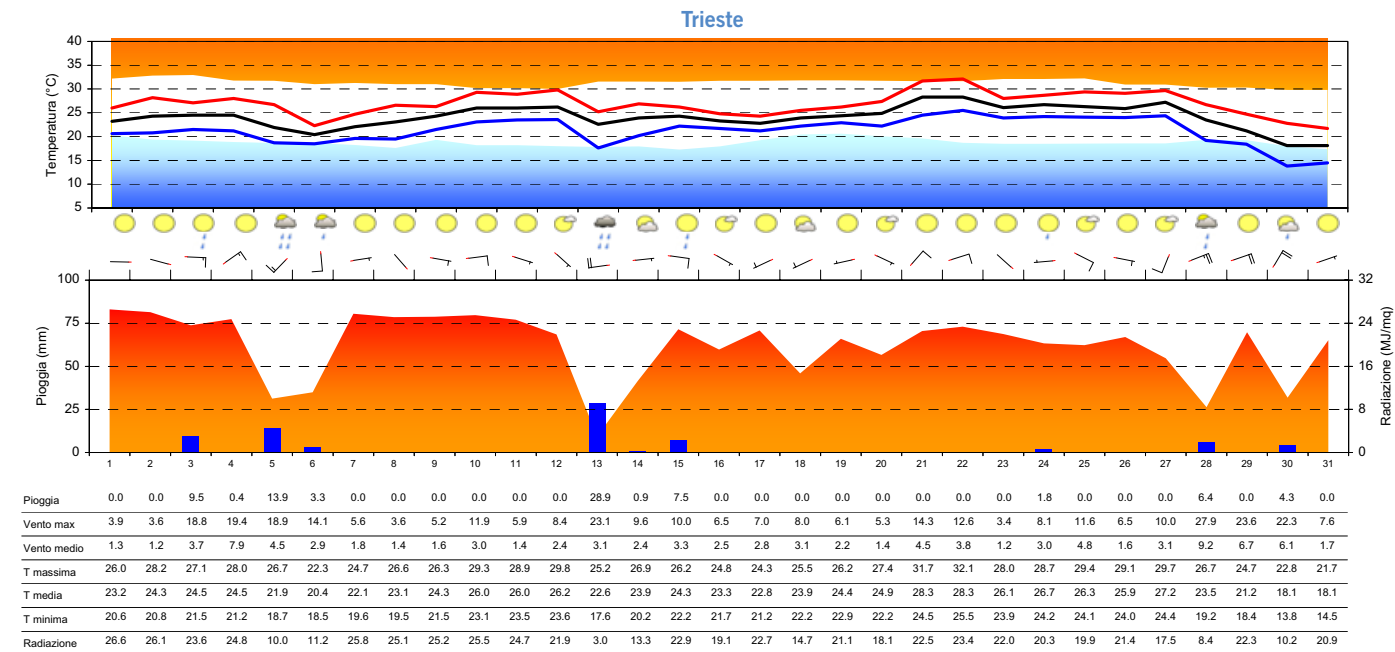 Trieste
40
35
30
25
20
15
10
5
Temperatura (°C)
100
75
50
25
0
Pioggia (mm)
32
24
16
8
0
Radiazione (MJ/mq)
1 2 3 4 5 6 7 8 9 10 11 12 13 14 15 16 17 18 19 20 21 22 23 24 25 26 27 28 29 30 31
Pioggia 0.0 0.0 9.5 0.4 13.9 3.3 0.0 0.0 0.0 0.0 0.0 0.0 28.9 0.9 7.5 0.0 0.0 0.0 0.0 0.0 0.0 0.0 0.0 1.8 0.0 0.0 0.0 6.4 0.0 4.3 0.0
Vento max 3.9 3.6 18.8 19.4 18.9 14.1 5.6 3.6 5.2 11.9 5.9 8.4 23.1 9.6 10.0 6.5 7.0 8.0 6.1 5.3 14.3 12.6 3.4 8.1 11.6 6.5 10.0 27.9 23.6 22.3 7.6
Vento medio 1.3 1.2 3.7 7.9 4.5 2.9 1.8 1.4 1.6 3.0 1.4 2.4 3.1 2.4 3.3 2.5 2.8 3.1 2.2 1.4 4.5 3.8 1.2 3.0 4.8 1.6 3.1 9.2 6.7 6.1 1.7
T massima 26.0 28.2 27.1 28.0 26.7 22.3 24.7 26.6 26.3 29.3 28.9 29.8 25.2 26.9 26.2 24.8 24.3 25.5 26.2 27.4 31.7 32.1 28.0 28.7 29.4 29.1 29.7 26.7 24.7 22.8 21.7
T media 23.2 24.3 24.5 24.5 21.9 20.4 22.1 23.1 24.3 26.0 26.0 26.2 22.6 23.9 24.3 23.3 22.8 23.9 24.4 24.9 28.3 28.3 26.1 26.7 26.3 25.9 27.2 23.5 21.2 18.1 18.1
T minima 20.6 20.8 21.5 21.2 18.7 18.5 19.6 19.5 21.5 23.1 23.5 23.6 17.6 20.2 22.2 21.7 21.2 22.2 22.9 22.2 24.5 25.5 23.9 24.2 24.1 24.0 24.4 19.2 18.4 13.8 14.5
Radiazione 26.6 26.1 23.6 24.8 10.0 11.2 25.8 25.1 25.2 25.5 24.7 21.9 3.0 13.3 22.9 19.1 22.7 14.7 21.1 18.1 22.5 23.4 22.0 20.3 19.9 21.4 17.5 8.4 22.3 10.2 20.9